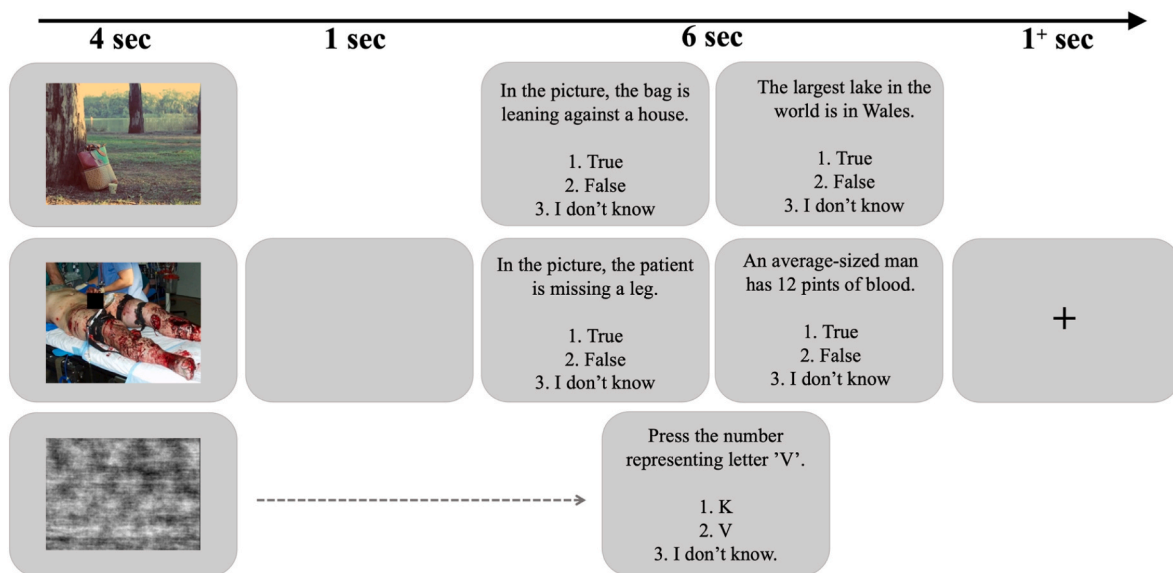 4 sec
1 sec
6 sec
1+ sec
In the picture, the bag is
leaning against a house.
1. True
2. False
3. I don’t know
The largest lake in the
world is in Wales.
1. True
2. False
3. I don’t know
In the picture, the patient
is missing a leg.
1. True
2. False
3. I don’t know
An average-sized man
has 12 pints of blood.
1. True
2. False
3. I don’t know
+
Press the number
representing letter ’V’.
1. K
2. V
3. I don’t know.